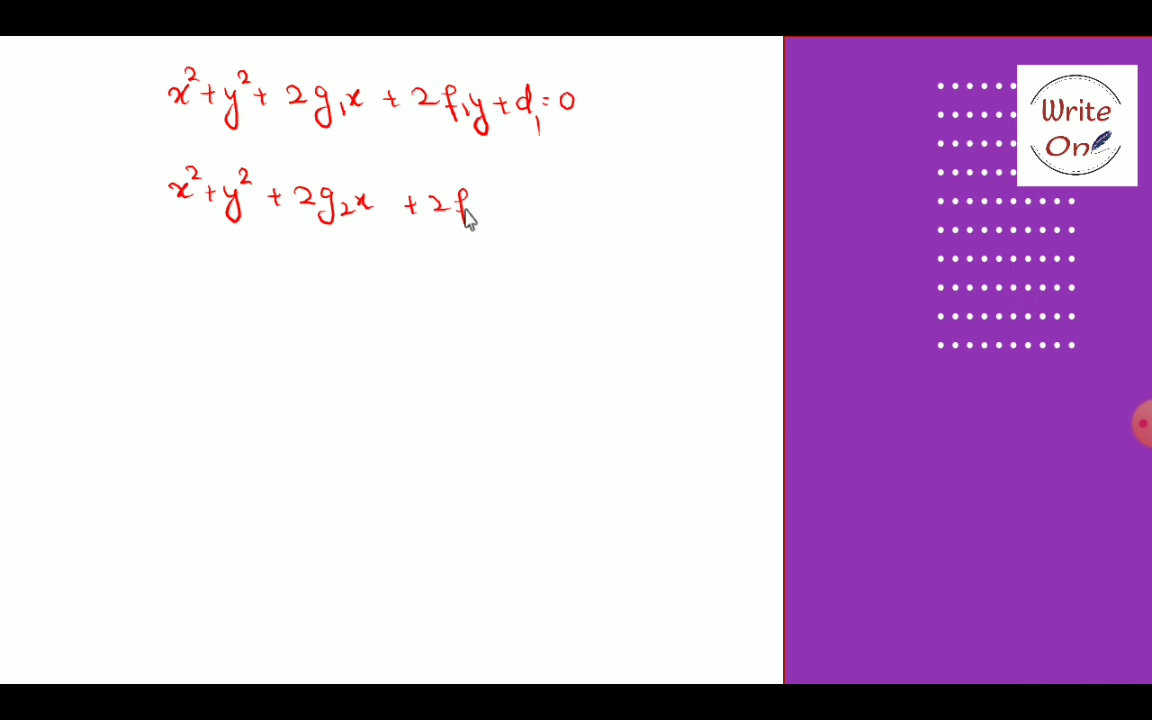 x² + y² + 2g₁x + 2f₁y + d₁ = 0
x² + y² + 2g₂x + 2f
Write
On